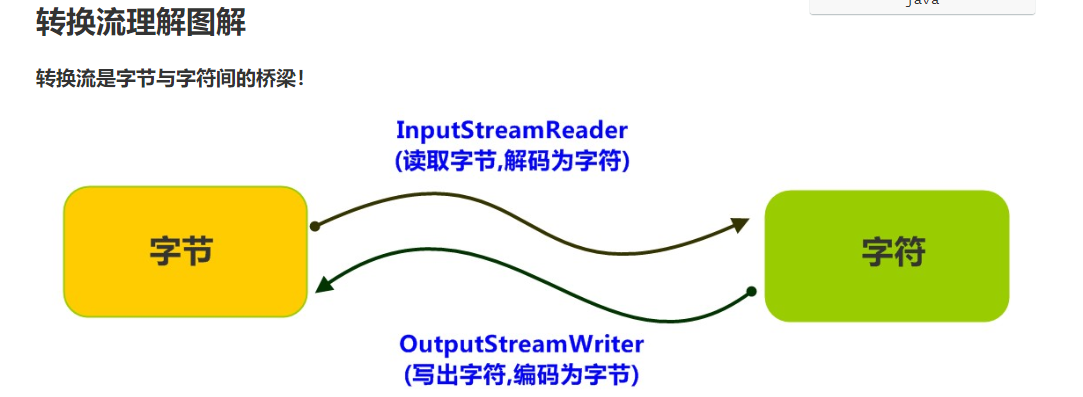 java
转换流理解图解
转换流是字节与字符间的桥梁！
InputStreamReader
(读取字节,解码为字符)
字节
字符
OutputStreamWriter
(写出字符,编码为字节)